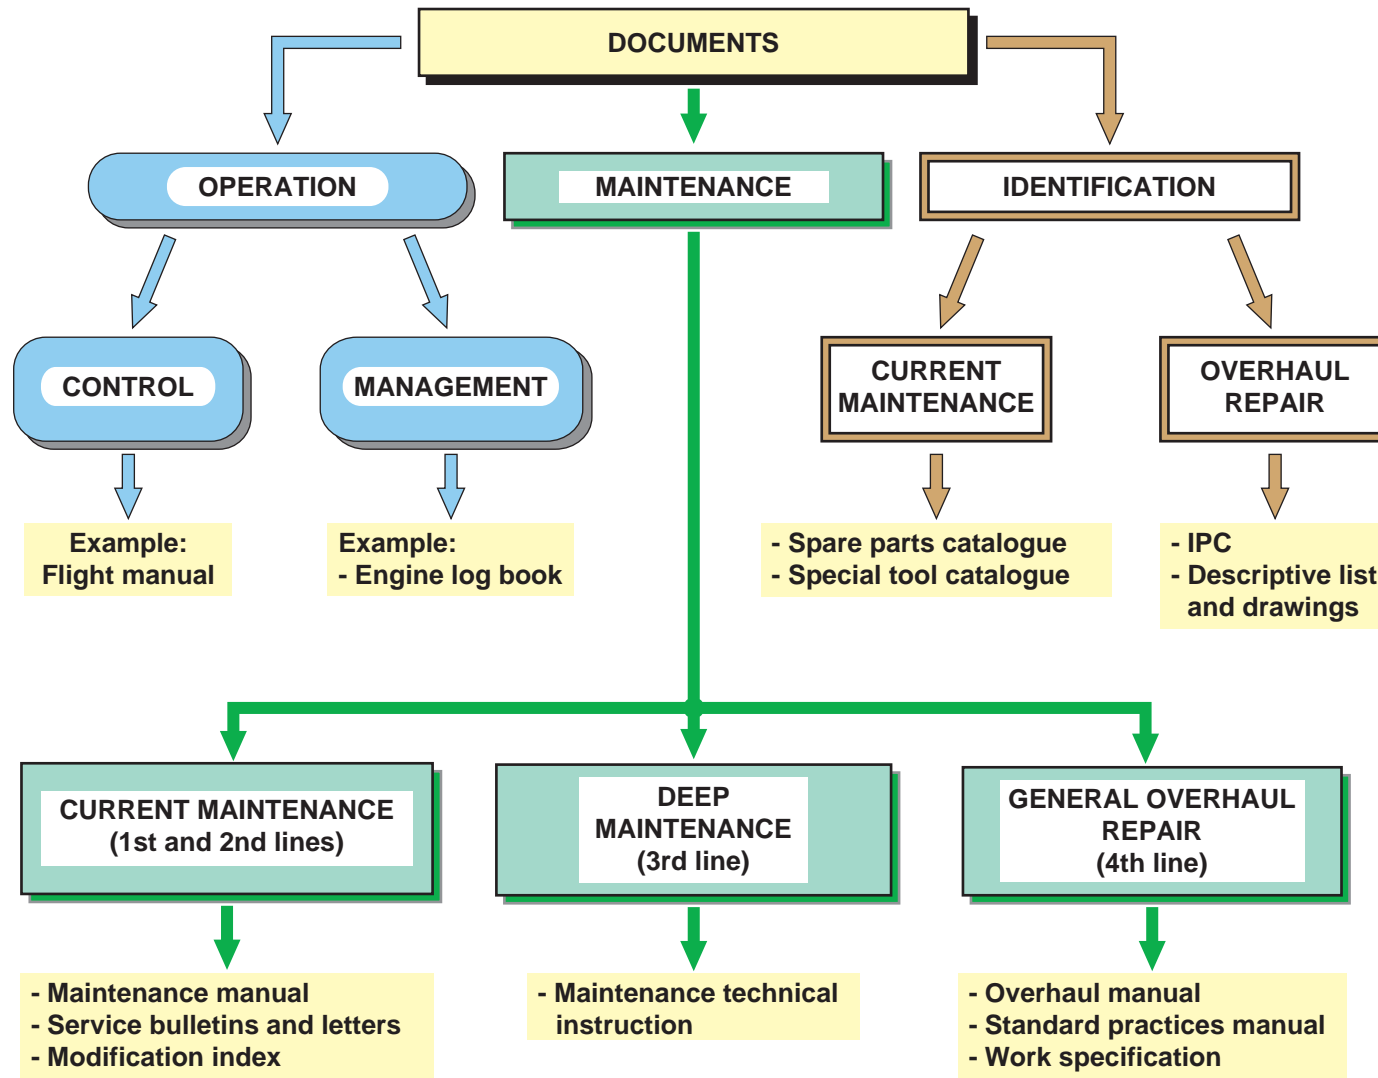 DOCUMENTS
OPERATION
MAINTENANCE
IDENTIFICATION
CONTROL
MANAGEMENT
CURRENT
MAINTENANCE
OVERHAUL
REPAIR
Example:
Flight manual
Example:
- Engine log book
- Spare parts catalogue
- Special tool catalogue
- IPC
- Descriptive list
and drawings
CURRENT MAINTENANCE
(1st and 2nd lines)
DEEP
MAINTENANCE
(3rd line)
GENERAL OVERHAUL
REPAIR
(4th line)
- Maintenance manual
- Service bulletins and letters
- Modification index
- Maintenance technical
instruction
- Overhaul manual
- Standard practices manual
- Work specification